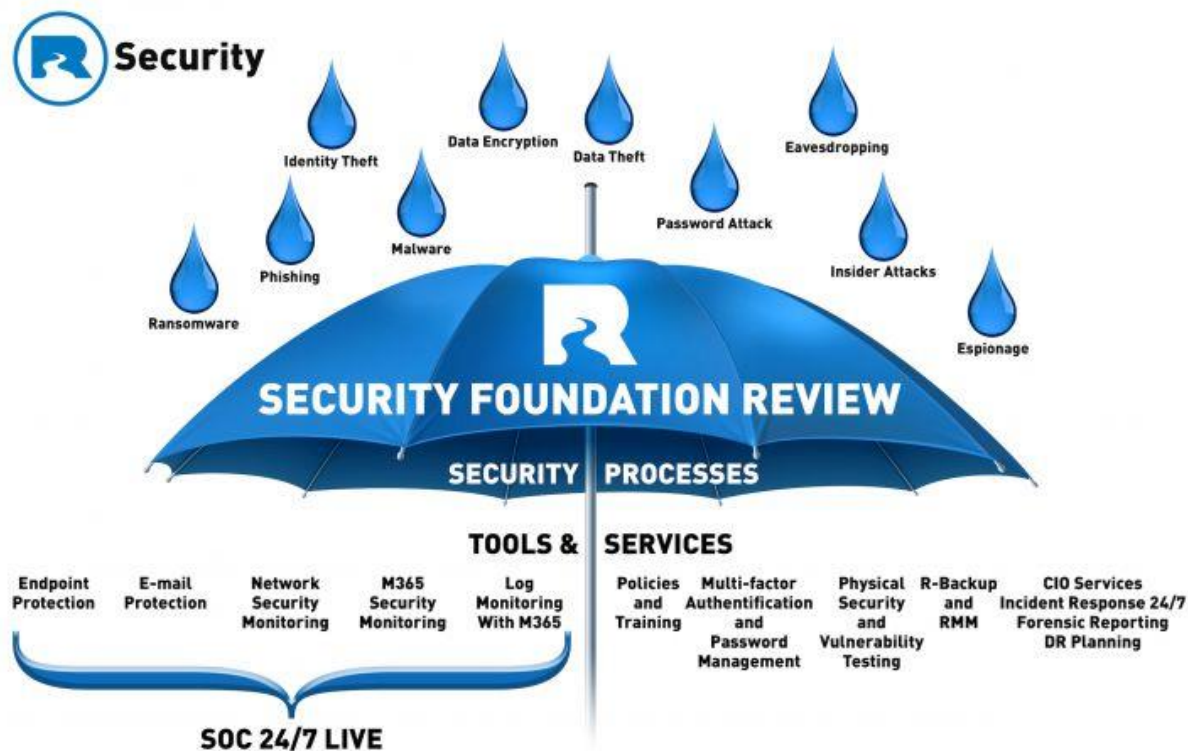 R Security
Identity Theft
Data Encryption
Data Theft
Eavesdropping
Password Attack
Malware
Phishing
Insider Attacks
Ransomware
Espionage
R
SECURITY FOUNDATION REVIEW
SECURITY PROCESSES
TOOLS & SERVICES
Endpoint
Protection
E-mail
Protection
Network
Security
Monitoring
M365
Security
Monitoring
Log
Monitoring
With M365
Policies
and
Training
Multi-factor
Authentification
and
Password
Management
Physical
Security
and
Vulnerability
Testing
R-Backup
and
RMM
CIO Services
Incident Response 24/7
Forensic Reporting
DR Planning
SOC 24/7 LIVE